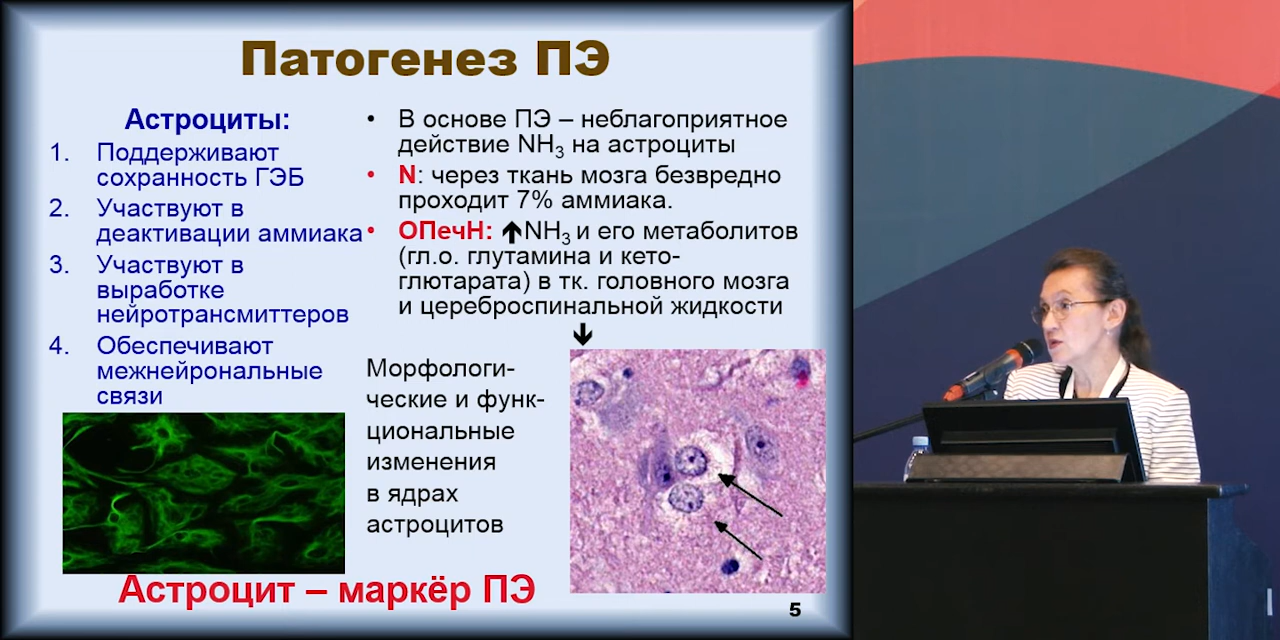 Патогенез ПЭ
Астроциты:
1. Поддерживают
сохранность ГЭБ
2. Участвуют в
деактивации аммиака
3. Участвуют в
выработке
нейротрансмиттеров
4. Обеспечивают
межнейрональные
связи
• В основе ПЭ – неблагоприятное
действие NH3 на астроциты
• N: через ткань мозга безвредно
проходит 7% аммиака.
• ОПечН: 🡹NH3 и его метаболитов
(гл.о. глутамина и кето-
глютарата) в тк. головного мозга
и цереброспинальной жидкости
Морфологи-
ческие и функ-
циональные
изменения
в ядрах
астроцитов
Астроцит – маркёр ПЭ
5